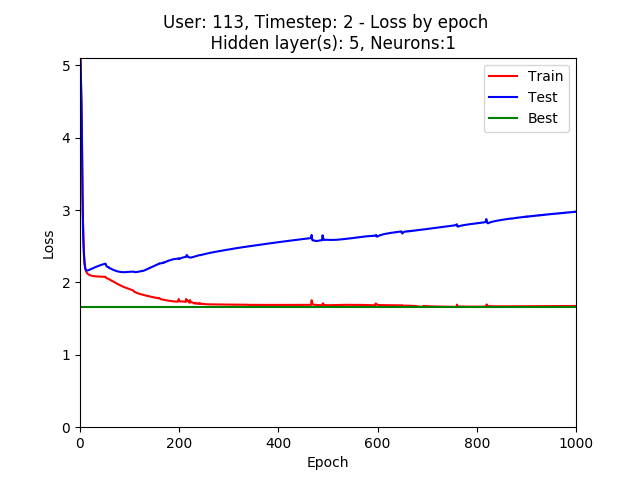 User: 113, Timestep: 2 - Loss by epoch
Hidden layer(s): 5, Neurons:1
Train
Test
Best
5
4
3
2
1
0
Loss
0 200 400 600 800 1000
Epoch